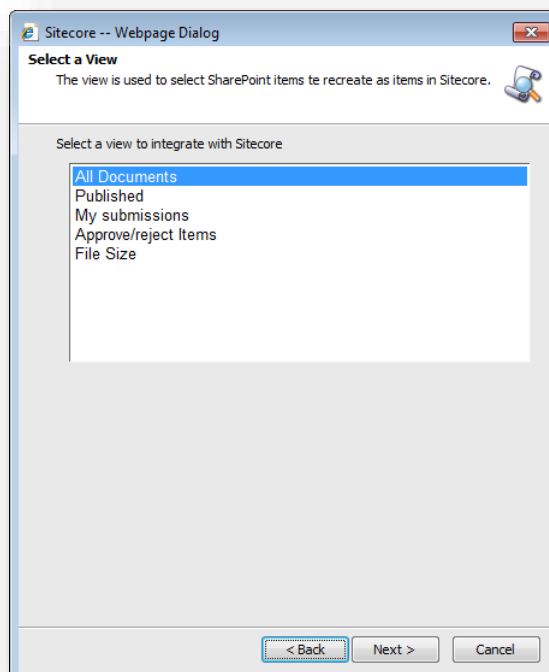 Sitecore -- Webpage Dialog
Select a View
The view is used to select SharePoint items te recreate as items in Sitecore.
Select a view to integrate with Sitecore
All Documents
Published
My submissions
Approve/reject Items
File Size
< Back Next > Cancel